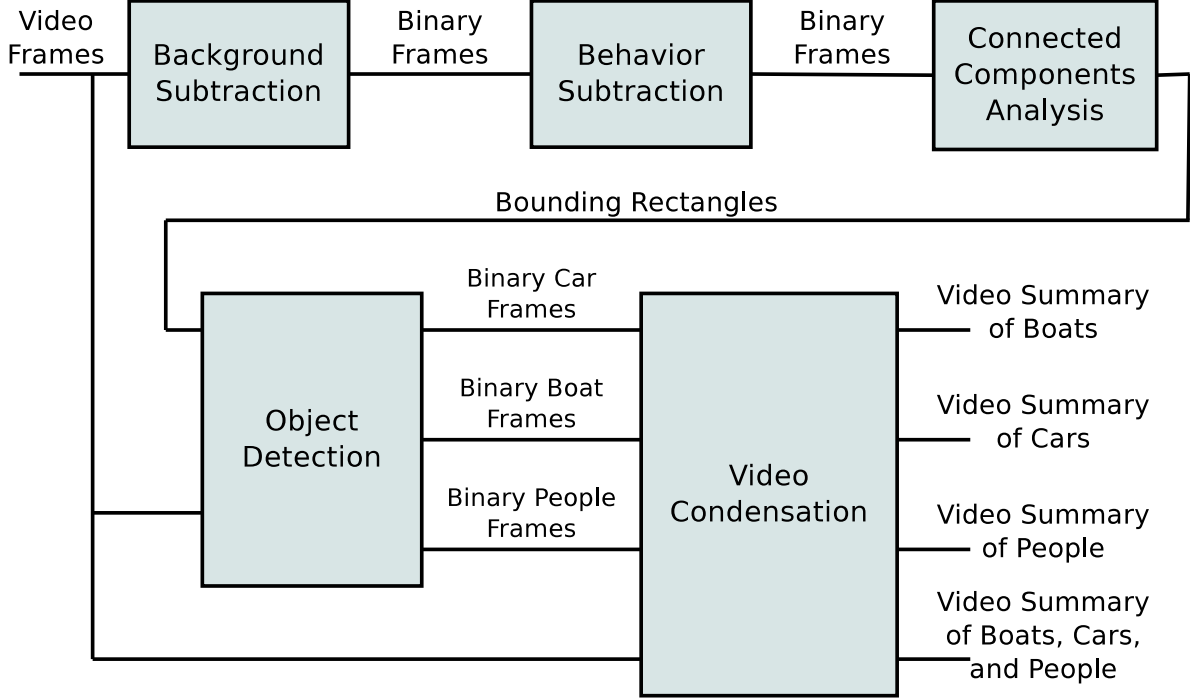 Video
Frames
Background
Subtraction
Binary
Frames
Behavior
Subtraction
Binary
Frames
Connected
Components
Analysis
Bounding Rectangles
Object
Detection
Binary Car
Frames
Binary Boat
Frames
Binary People
Frames
Video
Condensation
Video Summary
of Boats
Video Summary
of Cars
Video Summary
of People
Video Summary
of Boats, Cars,
and People